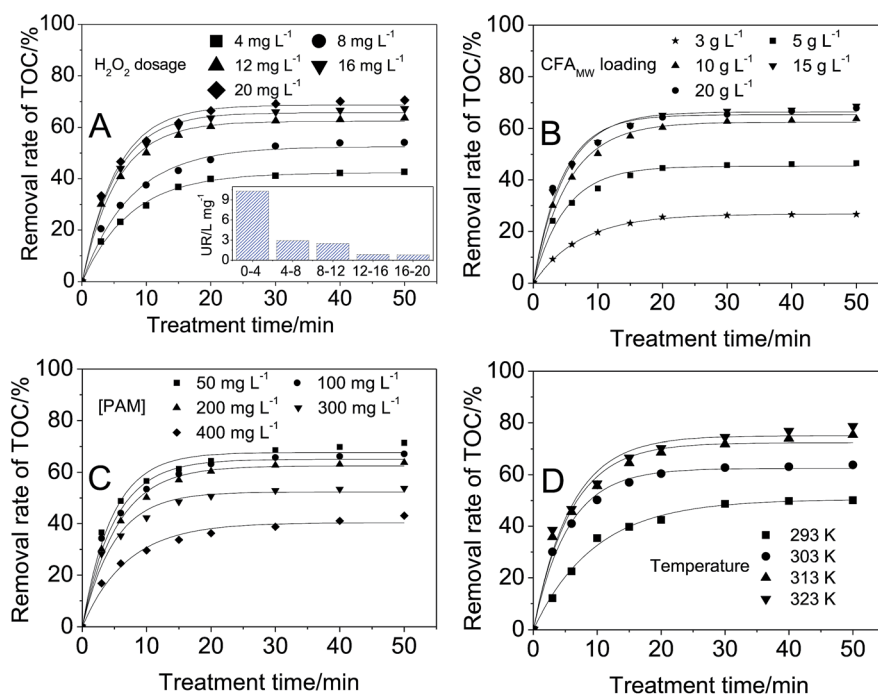 Removal rate of TOC/%
100
80
60
40
20
0
H₂O₂ dosage
4 mg L⁻¹ 8 mg L⁻¹
12 mg L⁻¹ 16 mg L⁻¹
20 mg L⁻¹
A
UR/L mg⁻¹
9
6
3
0
0-4 4-8 8-12 12-16 16-20
0 10 20 30 40 50
Treatment time/min
Removal rate of TOC/%
100
80
60
40
20
0
CFA_MW loading
3 g L⁻¹ 5 g L⁻¹
10 g L⁻¹ 15 g L⁻¹
20 g L⁻¹
B
0 10 20 30 40 50
Treatment time/min
Removal rate of TOC/%
100
80
60
40
20
0
[PAM]
50 mg L⁻¹ 100 mg L⁻¹
200 mg L⁻¹ 300 mg L⁻¹
400 mg L⁻¹
C
0 10 20 30 40 50
Treatment time/min
Removal rate of TOC/%
100
80
60
40
20
0
D
Temperature
293 K
303 K
313 K
323 K
0 10 20 30 40 50
Treatment time/min